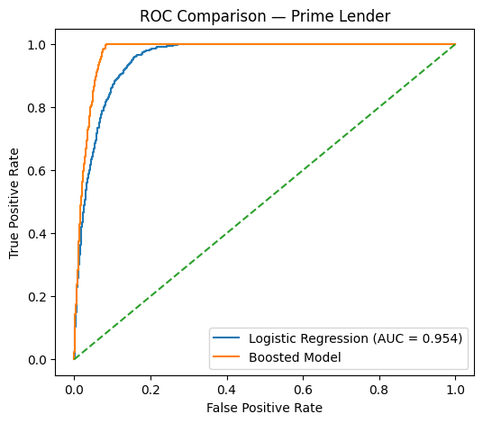 ROC Comparison — Prime Lender
True Positive Rate
1.0
0.8
0.6
0.4
0.2
0.0
Logistic Regression (AUC = 0.954)
Boosted Model
0.0 0.2 0.4 0.6 0.8 1.0
False Positive Rate